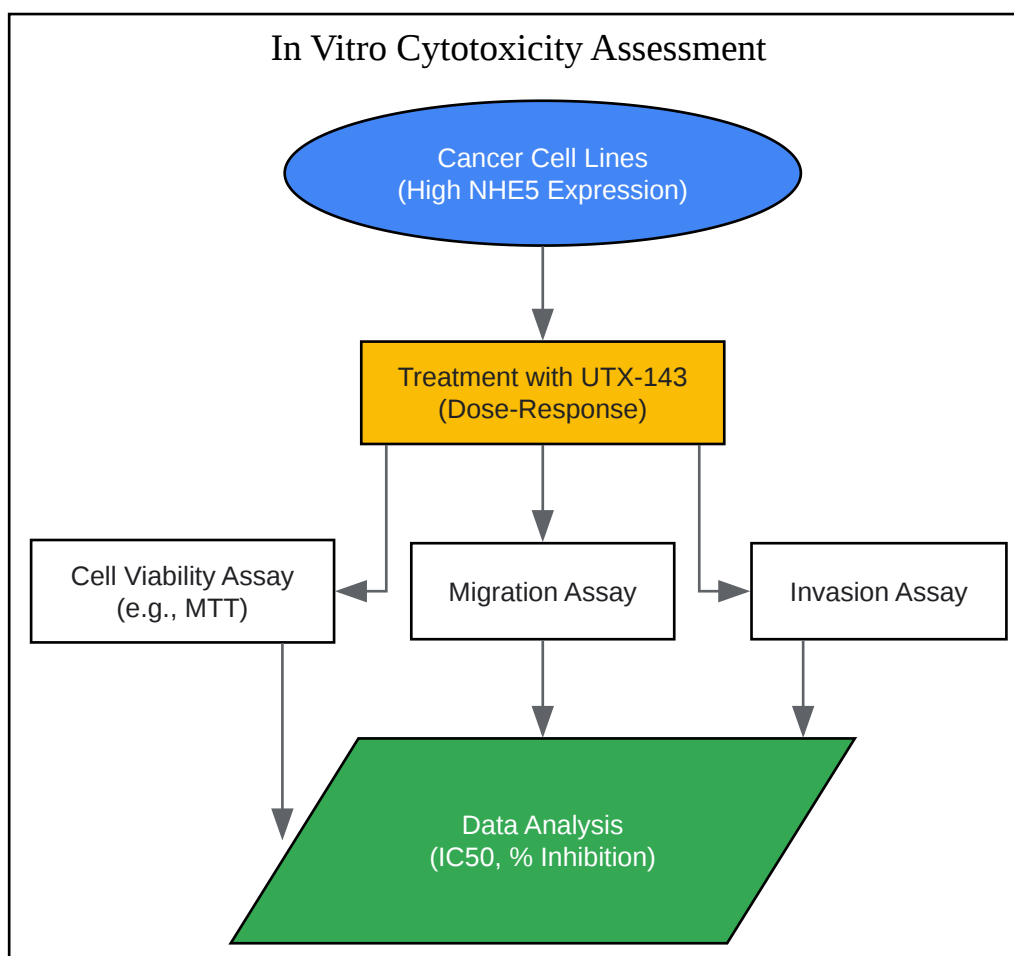 In Vitro Cytotoxicity Assessment
Cancer Cell Lines
(High NHE5 Expression)
Treatment with UTX-143
(Dose-Response)
Cell Viability Assay
(e.g., MTT)
Migration Assay
Invasion Assay
Data Analysis
(IC50, % Inhibition)